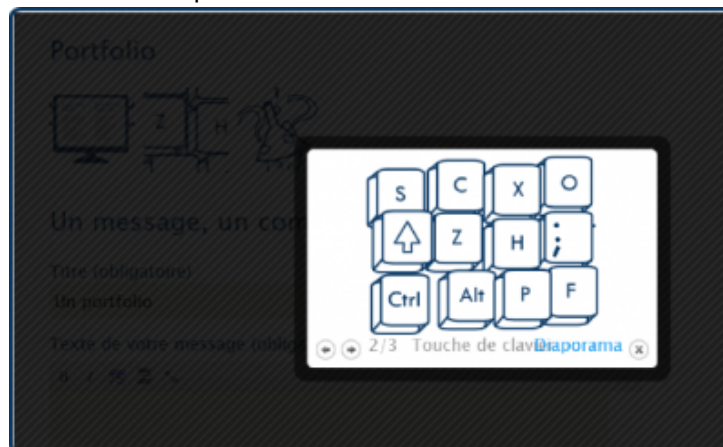 Portfolio
Z H
Un message, un com
Titre (obligatoire)
Un portfolio
Texte de votre message (oblig
S C X O
Z H ;
Ctrl Alt P F
2/3 Touche de clavier Diaporama x